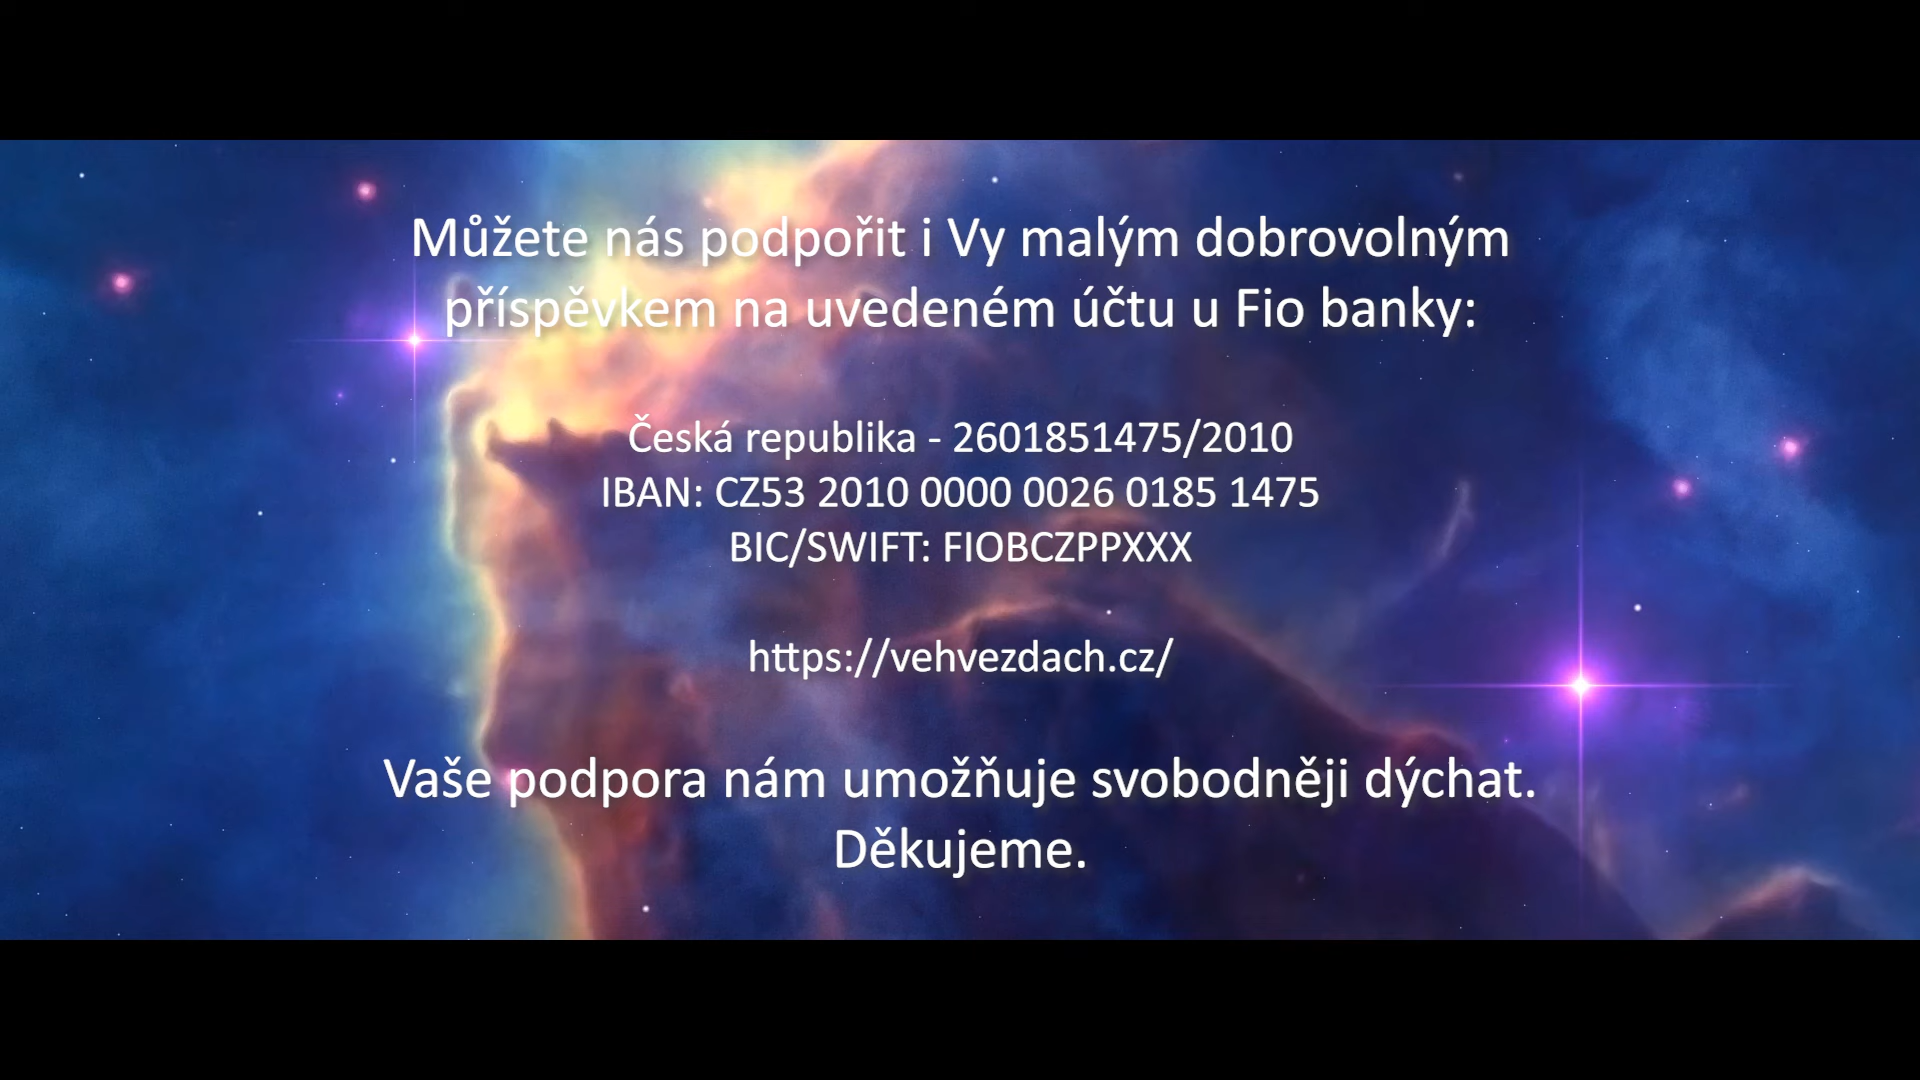 Můžete nás podpořit i Vy malým dobrovolným
příspěvkem na uvedeném účtu u Fio banky:
Česká republika - 2601851475/2010
IBAN: CZ53 2010 0000 0026 0185 1475
BIC/SWIFT: FIOBCZPPXXX
https://vehvezdach.cz/
Vaše podpora nám umožňuje svobodněji dýchat.
Děkujeme.